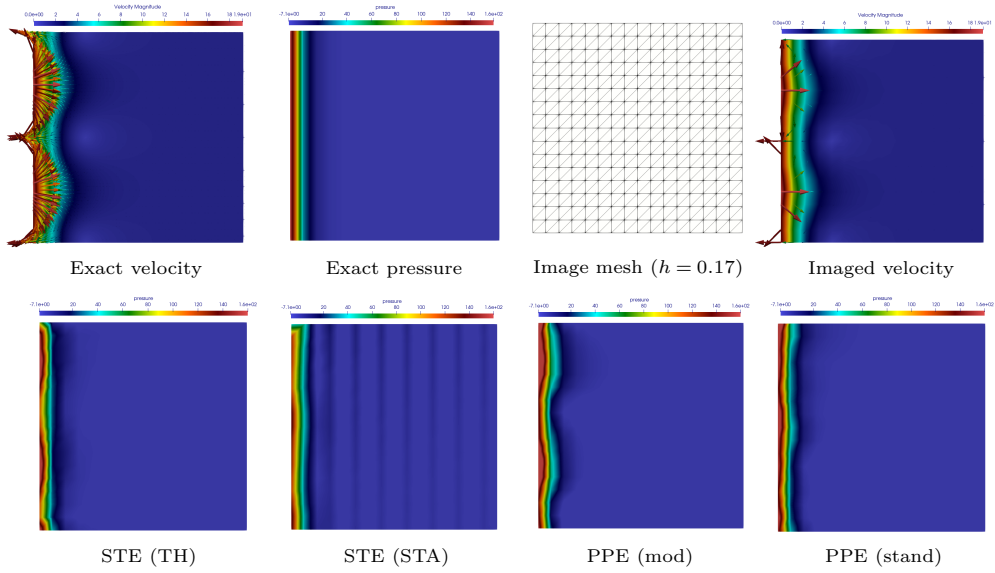 Velocity Magnitude
0.0e+00 2 4 6 8 10 12 14 16 18 1.9e+01
pressure
-7.1e+00 20 40 60 80 100 120 140 1.6e+02
Velocity Magnitude
0.0e+00 2 4 6 8 10 12 14 16 18 1.9e+01
Exact velocity
Exact pressure
Image mesh (h = 0.17)
Imaged velocity
pressure
-7.1e+00 20 40 60 80 100 120 140 1.6e+02
pressure
-7.1e+00 20 40 60 80 100 120 140 1.6e+02
pressure
-7.1e+00 20 40 60 80 100 120 140 1.6e+02
pressure
-7.1e+00 20 40 60 80 100 120 140 1.6e+02
STE (TH)
STE (STA)
PPE (mod)
PPE (stand)